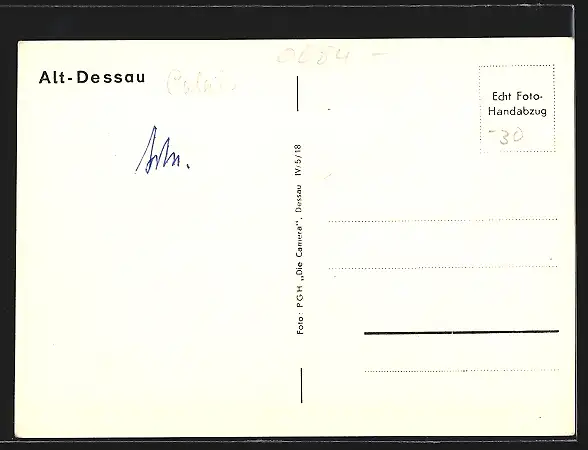 Alt-Dessau
Echt Foto-
Handabzug
-30
Foto: PGH „Die Camera", Dessau IV/5/18